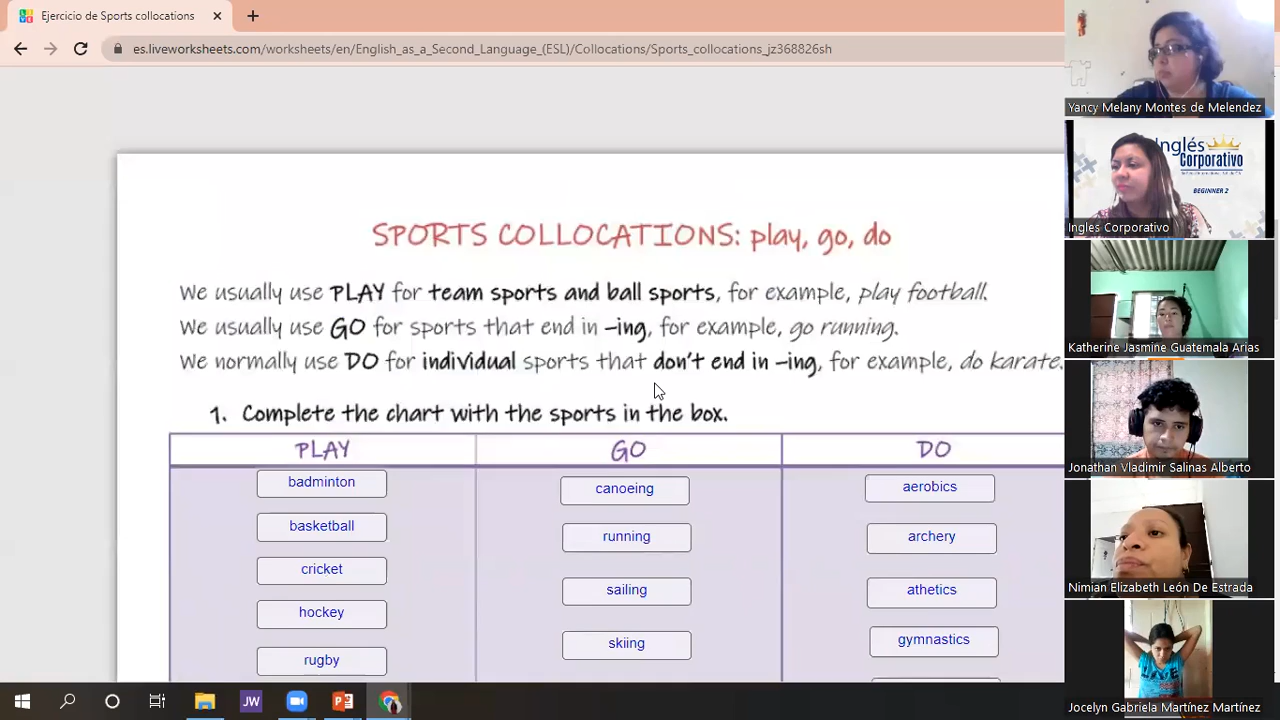 Ejercicio de Sports collocations
es.liveworksheets.com/worksheets/en/English_as_a_Second_Language_(ESL)/Collocations/Sports_collocations_jz368826sh
SPORTS COLLOCATIONS: play, go, do
We usually use PLAY for team sports and ball sports, for example, play football.
We usually use GO for sports that end in –ing, for example, go running.
We normally use DO for individual sports that don't end in –ing, for example, do karate.
1. Complete the chart with the sports in the box.
PLAY GO DO
badminton canoeing aerobics
basketball running archery
cricket sailing athetics
hockey skiing gymnastics
rugby
Yancy Melany Montes de Melendez
Inglés
Corporativo
BEGINNER 2
Ingles Corporativo
Katherine Jasmine Guatemala Arias
Jonathan Vladimir Salinas Alberto
Nimian Elizabeth León De Estrada
Jocelyn Gabriela Martínez Martínez
JW